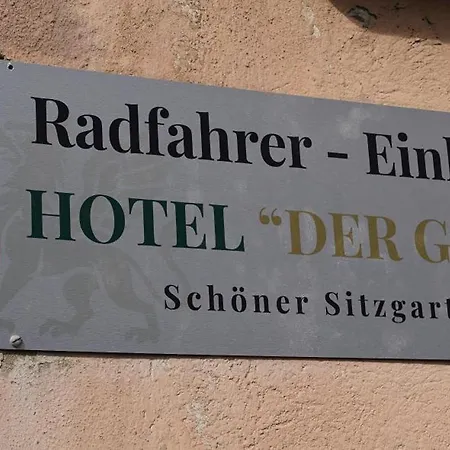 Radfahrer - Ein
HOTEL “DER G
Schöner Sitzgart